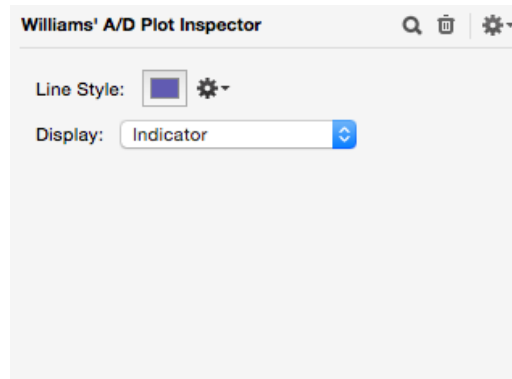 Williams' A/D Plot Inspector
Line Style:
Display: Indicator